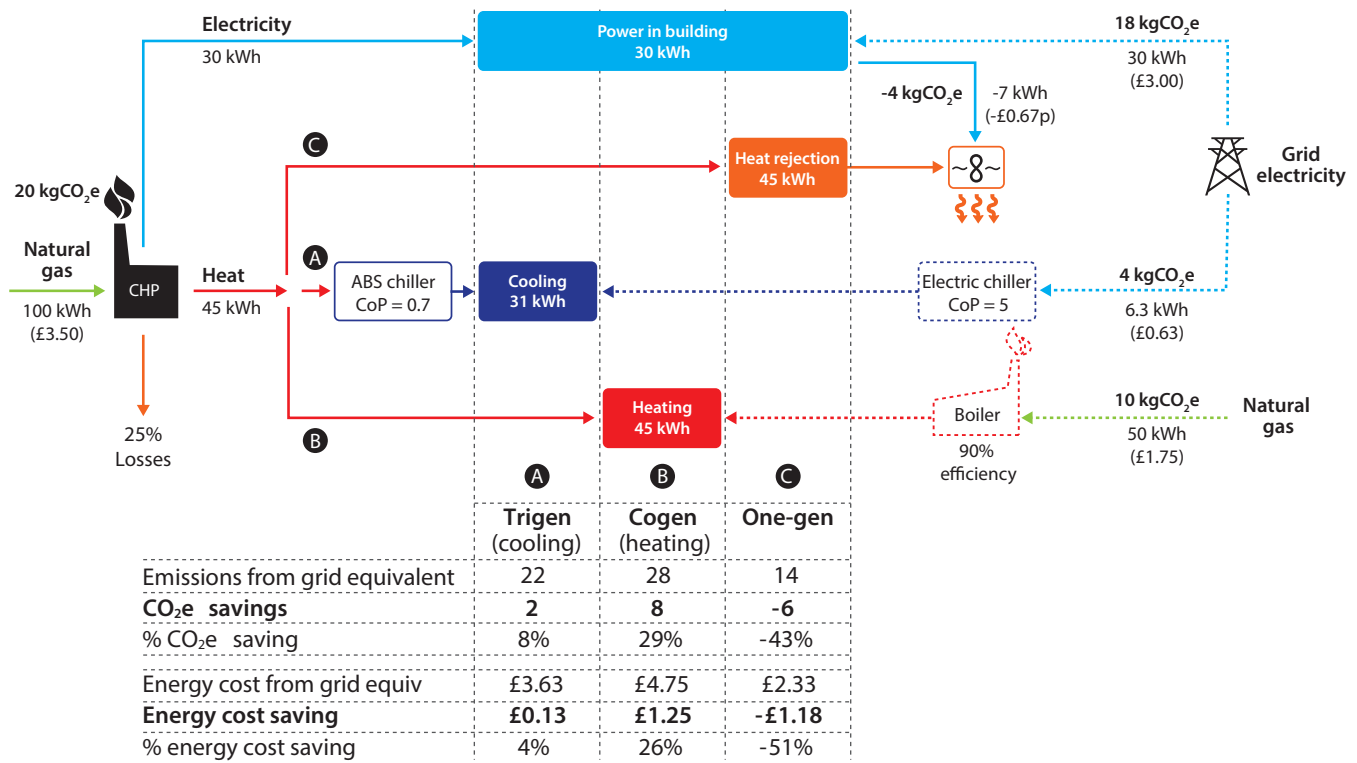 Electricity
30 kWh
Power in building
30 kWh
18 kgCO₂e
30 kWh
(£3.00)
-4 kgCO₂e
-7 kWh
(-£0.67p)
C
Heat rejection
45 kWh
Grid
electricity
20 kgCO₂e
Natural
gas
100 kWh
(£3.50)
CHP
Heat
45 kWh
A
ABS chiller
CoP = 0.7
Cooling
31 kWh
Electric chiller
CoP = 5
4 kgCO₂e
6.3 kWh
(£0.63)
25%
Losses
B
Heating
45 kWh
Boiler
90%
efficiency
10 kgCO₂e
50 kWh
(£1.75)
Natural
gas
A B C
Trigen Cogen One-gen
(cooling) (heating)
Emissions from grid equivalent 22 28 14
CO₂e savings 2 8 -6
% CO₂e saving 8% 29% -43%
Energy cost from grid equiv £3.63 £4.75 £2.33
Energy cost saving £0.13 £1.25 -£1.18
% energy cost saving 4% 26% -51%